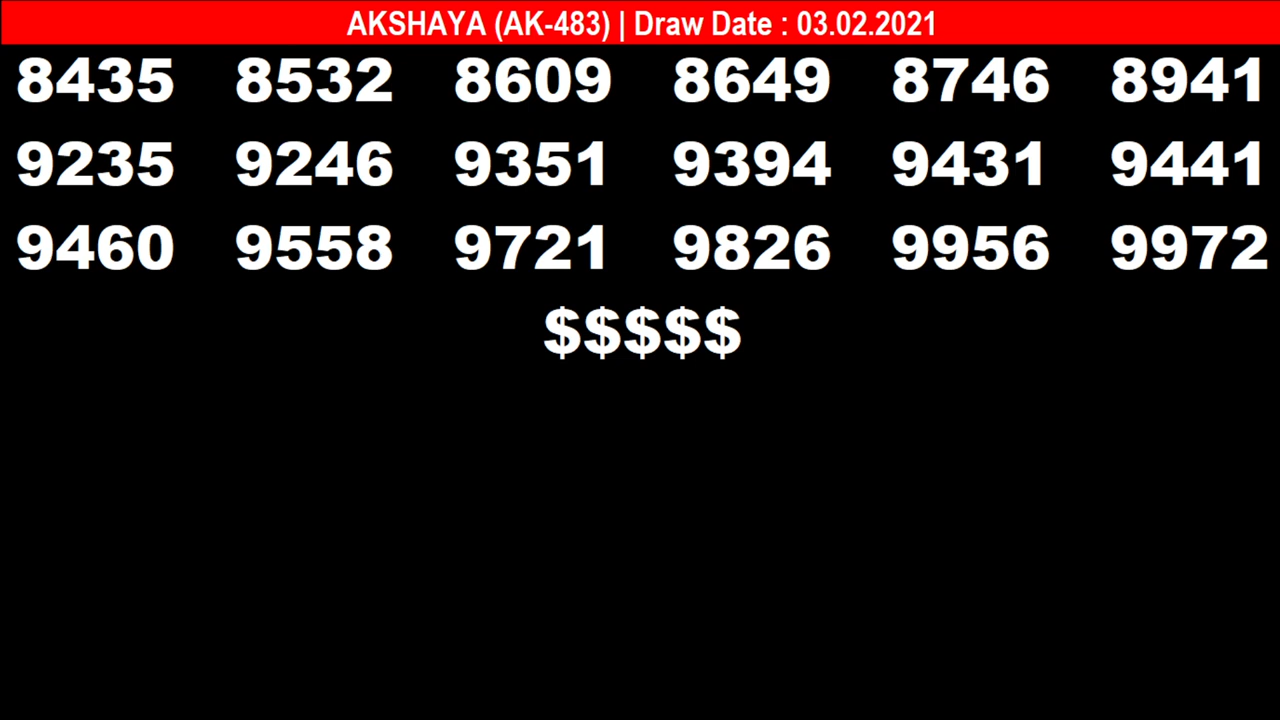 AKSHAYA (AK-483) | Draw Date : 03.02.2021
8435 8532 8609 8649 8746 8941
9235 9246 9351 9394 9431 9441
9460 9558 9721 9826 9956 9972
$$$$$